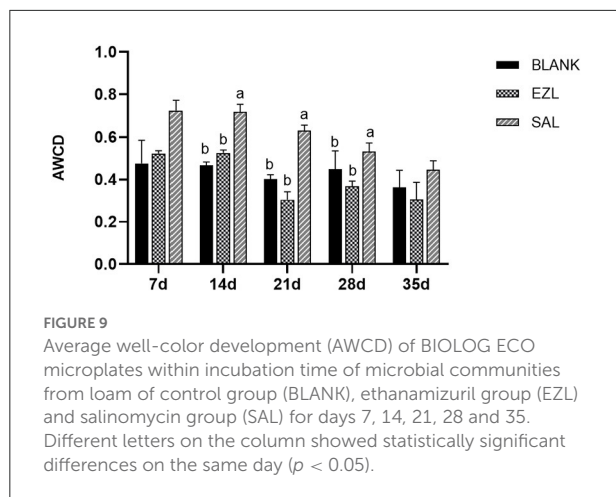 1.0
0.8
0.6
0.4
0.2
0.0
AWCD
b b a
b b a
b a
7d 14d 21d 28d 35d
BLANK
EZL
SAL
FIGURE 9
Average well-color development (AWCD) of BIOLOG ECO
microplates within incubation time of microbial communities
from loam of control group (BLANK), ethanamizuril group (EZL)
and salinomycin group (SAL) for days 7, 14, 21, 28 and 35.
Different letters on the column showed statistically significant
differences on the same day (p < 0.05).